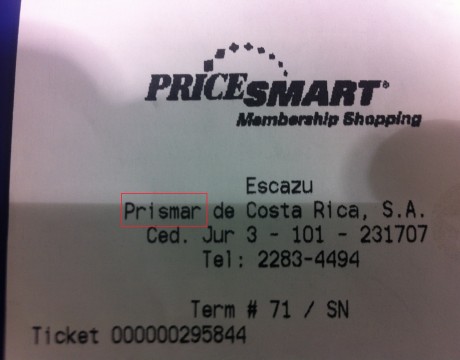 PRICESMART
Membership Shopping
Escazu
Prismar de Costa Rica, S.A.
Ced. Jur 3 - 101 - 231707
Tel: 2283-4494
Term # 71 / SN
Ticket 000000295844